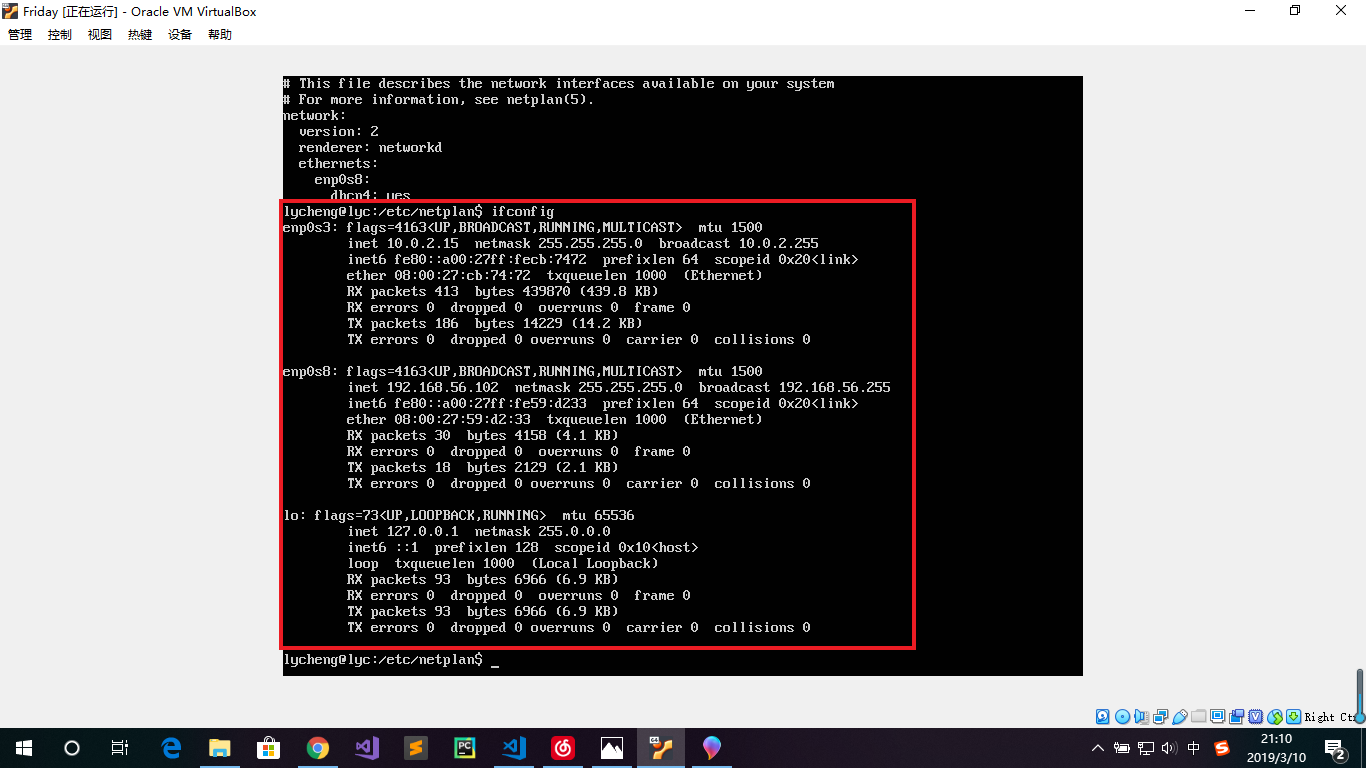 Friday [正在运行] - Oracle VM VirtualBox
管理 控制 视图 热键 设备 帮助
# This file describes the network interfaces available on your system
# For more information, see netplan(5).
network:
  version: 2
  renderer: networkd
  ethernets:
    enp0s8:
      dhcp4: yes
lycheng@lyc:/etc/netplan$ ifconfig
enp0s3: flags=4163<UP,BROADCAST,RUNNING,MULTICAST>  mtu 1500
        inet 10.0.2.15  netmask 255.255.255.0  broadcast 10.0.2.255
        inet6 fe80::a00:27ff:fecb:7472  prefixlen 64  scopeid 0x20<link>
        ether 08:00:27:cb:74:72  txqueuelen 1000  (Ethernet)
        RX packets 413  bytes 439870 (439.8 KB)
        RX errors 0  dropped 0  overruns 0  frame 0
        TX packets 186  bytes 14229 (14.2 KB)
        TX errors 0  dropped 0 overruns 0  carrier 0  collisions 0
enp0s8: flags=4163<UP,BROADCAST,RUNNING,MULTICAST>  mtu 1500
        inet 192.168.56.102  netmask 255.255.255.0  broadcast 192.168.56.255
        inet6 fe80::a00:27ff:fe59:d233  prefixlen 64  scopeid 0x20<link>
        ether 08:00:27:59:d2:33  txqueuelen 1000  (Ethernet)
        RX packets 30  bytes 4158 (4.1 KB)
        RX errors 0  dropped 0  overruns 0  frame 0
        TX packets 18  bytes 2129 (2.1 KB)
        TX errors 0  dropped 0 overruns 0  carrier 0  collisions 0
lo: flags=73<UP,LOOPBACK,RUNNING>  mtu 65536
        inet 127.0.0.1  netmask 255.0.0.0
        inet6 ::1  prefixlen 128  scopeid 0x10<host>
        loop  txqueuelen 1000  (Local Loopback)
        RX packets 93  bytes 6966 (6.9 KB)
        RX errors 0  dropped 0  overruns 0  frame 0
        TX packets 93  bytes 6966 (6.9 KB)
        TX errors 0  dropped 0 overruns 0  carrier 0  collisions 0
lycheng@lyc:/etc/netplan$ _
Right Ctr
中
21:10
2019/3/10
2